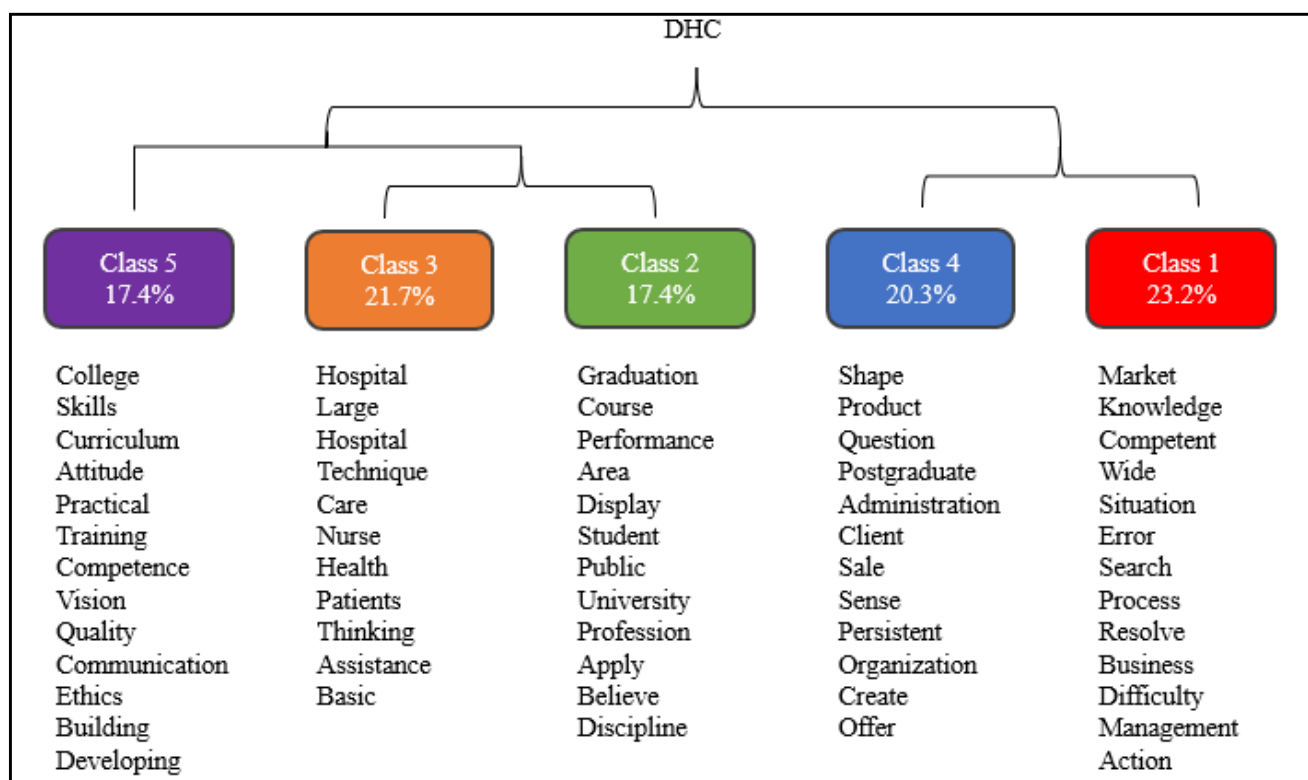 DHC
Class 5
17.4%
Class 3
21.7%
Class 2
17.4%
Class 4
20.3%
Class 1
23.2%
College
Skills
Curriculum
Attitude
Practical
Training
Competence
Vision
Quality
Communication
Ethics
Building
Developing
Hospital
Large
Hospital
Technique
Care
Nurse
Health
Patients
Thinking
Assistance
Basic
Graduation
Course
Performance
Area
Display
Student
Public
University
Profession
Apply
Believe
Discipline
Shape
Product
Question
Postgraduate
Administration
Client
Sale
Sense
Persistent
Organization
Create
Offer
Market
Knowledge
Competent
Wide
Situation
Error
Search
Process
Resolve
Business
Difficulty
Management
Action